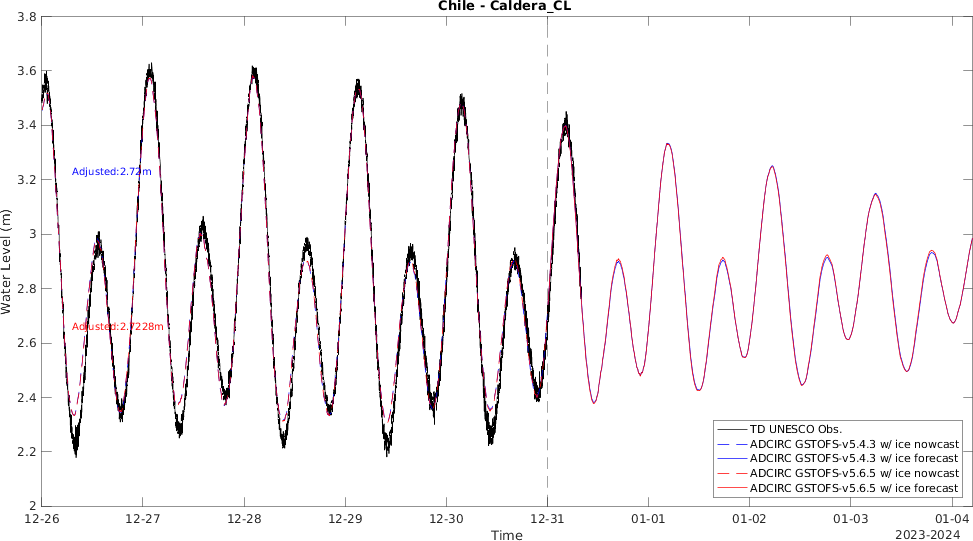 Chile - Caldera_CL
3.8
3.6
3.4
3.2
3
2.8
2.6
2.4
2.2
2
Water Level (m)
Adjusted:2.72m
Adjusted:2.7228m
TD UNESCO Obs.
ADCIRC GSTOFS-v5.4.3 w/ ice nowcast
ADCIRC GSTOFS-v5.4.3 w/ ice forecast
ADCIRC GSTOFS-v5.6.5 w/ ice nowcast
ADCIRC GSTOFS-v5.6.5 w/ ice forecast
12-26 12-27 12-28 12-29 12-30 12-31 01-01 01-02 01-03 01-04
Time
2023-2024